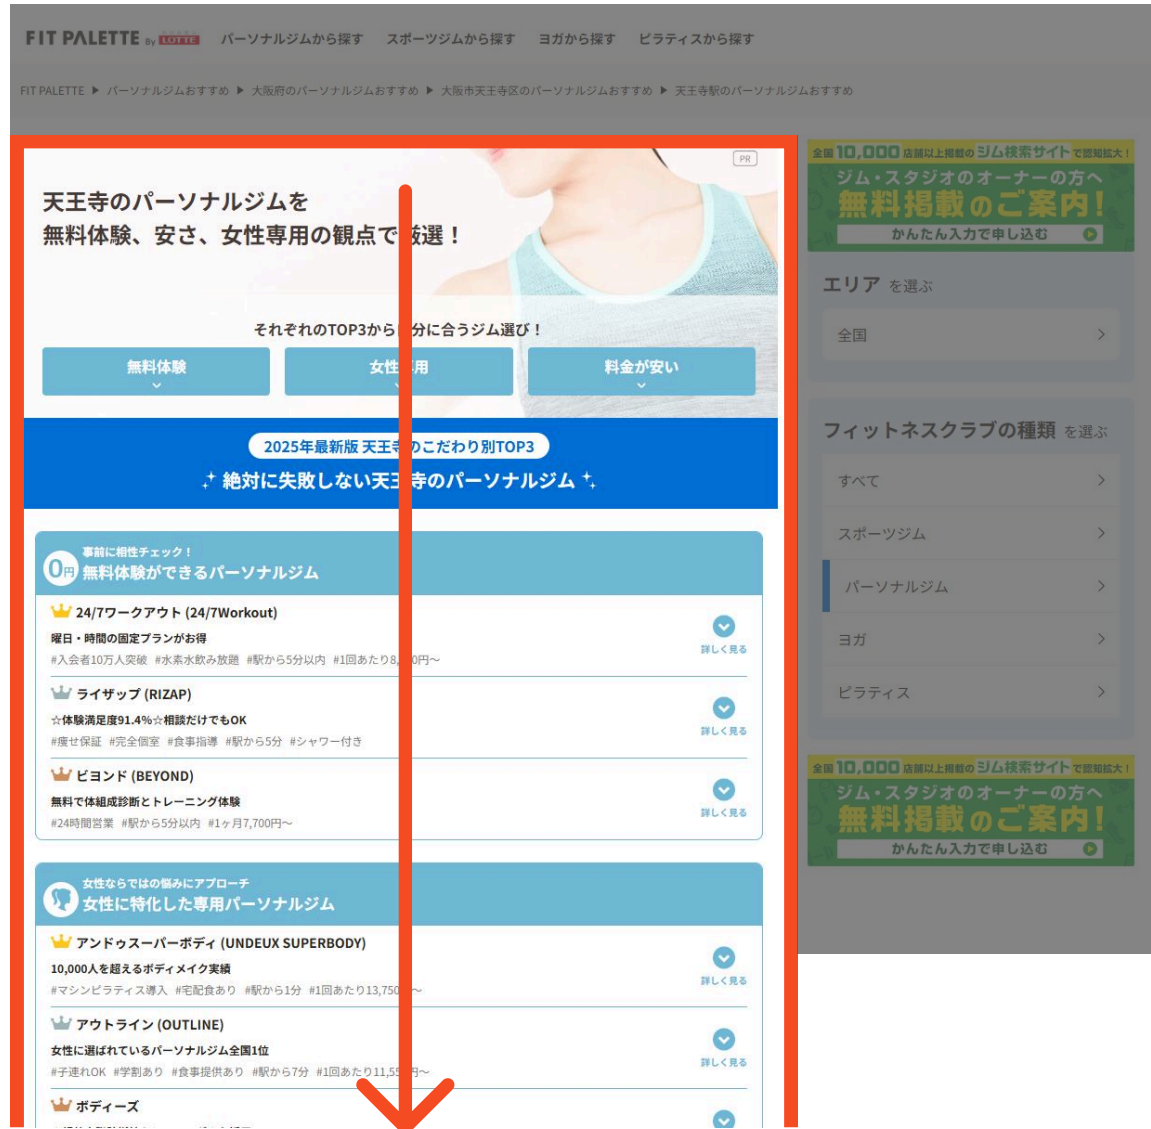 FIT PALETTE By LOTTE パーソナルジムから探す スポーツジムから探す ヨガから探す ピラティスから探す
FIT PALETTE ▶ パーソナルジムおすすめ ▶ 大阪府のパーソナルジムおすすめ ▶ 大阪市天王寺区のパーソナルジムおすすめ ▶ 天王寺駅のパーソナルジムおすすめ
PR
天王寺のパーソナルジムを
無料体験、安さ、女性専用の観点で厳選！
それぞれのTOP3から自分に合うジム選び！
無料体験 女性専用 料金が安い
2025年最新版 天王寺のこだわり別TOP3
絶対に失敗しない天王寺のパーソナルジム
事前に相性チェック！
0円 無料体験ができるパーソナルジム
24/7ワークアウト (24/7Workout)
曜日・時間の固定プランがお得
#入会者10万人突破 #水素水飲み放題 #駅から5分以内 #1回あたり8, 0円～
詳しく見る
ライザップ (RIZAP)
☆体験満足度91.4%☆相談だけでもOK
#痩せ保証 #完全個室 #食事指導 #駅から5分 #シャワー付き
詳しく見る
ビヨンド (BEYOND)
無料で体組成診断とトレーニング体験
#24時間営業 #駅から5分以内 #1ヶ月7,700円～
詳しく見る
女性ならではの悩みにアプローチ
女性に特化した専用パーソナルジム
アンドゥスーパーボディ (UNDEUX SUPERBODY)
10,000人を超えるボディメイク実績
#マシンピラティス導入 #宅配食あり #駅から1分 #1回あたり13,750円～
詳しく見る
アウトライン (OUTLINE)
女性に選ばれているパーソナルジム全国1位
#子連れOK #学割あり #食事提供あり #駅から7分 #1回あたり11,55 円～
詳しく見る
ボディーズ
全国10,000店舗以上掲載のジム検索サイトで認知拡大！
ジム・スタジオのオーナーの方へ
無料掲載のご案内！
かんたん入力で申し込む
エリア を選ぶ
全国
フィットネスクラブの種類 を選ぶ
すべて
スポーツジム
パーソナルジム
ヨガ
ピラティス
全国10,000店舗以上掲載のジム検索サイトで認知拡大！
ジム・スタジオのオーナーの方へ
無料掲載のご案内！
かんたん入力で申し込む